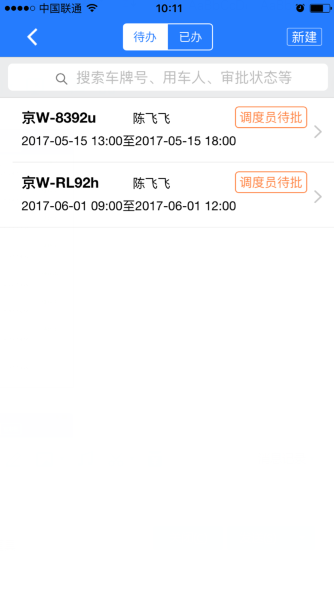 中国联通 10:11
待办 已办 新建
搜索车牌号、用车人、审批状态等
京W-8392u 陈飞飞 调度员待批
2017-05-15 13:00至2017-05-15 18:00
京W-RL92h 陈飞飞 调度员待批
2017-06-01 09:00至2017-06-01 12:00